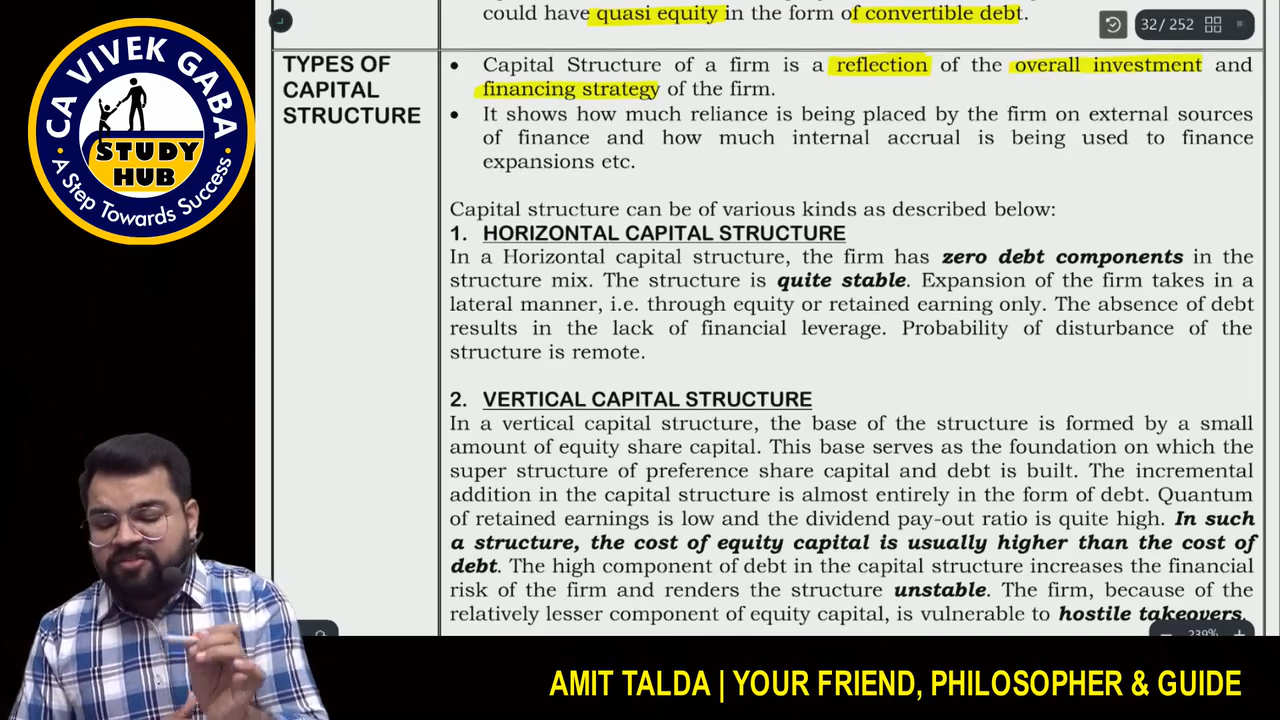 could have quasi equity in the form of convertible debt.
32 / 252
CA VIVEK GABA
STUDY
HUB
A Step Towards Success
TYPES OF
CAPITAL
STRUCTURE
• Capital Structure of a firm is a reflection of the overall investment and
financing strategy of the firm.
• It shows how much reliance is being placed by the firm on external sources
of finance and how much internal accrual is being used to finance
expansions etc.
Capital structure can be of various kinds as described below:
1. HORIZONTAL CAPITAL STRUCTURE
In a Horizontal capital structure, the firm has zero debt components in the
structure mix. The structure is quite stable. Expansion of the firm takes in a
lateral manner, i.e. through equity or retained earning only. The absence of debt
results in the lack of financial leverage. Probability of disturbance of the
structure is remote.
2. VERTICAL CAPITAL STRUCTURE
In a vertical capital structure, the base of the structure is formed by a small
amount of equity share capital. This base serves as the foundation on which the
super structure of preference share capital and debt is built. The incremental
addition in the capital structure is almost entirely in the form of debt. Quantum
of retained earnings is low and the dividend pay-out ratio is quite high. In such
a structure, the cost of equity capital is usually higher than the cost of
debt. The high component of debt in the capital structure increases the financial
risk of the firm and renders the structure unstable. The firm, because of the
relatively lesser component of equity capital, is vulnerable to hostile takeovers.
239%
AMIT TALDA | YOUR FRIEND, PHILOSOPHER & GUIDE